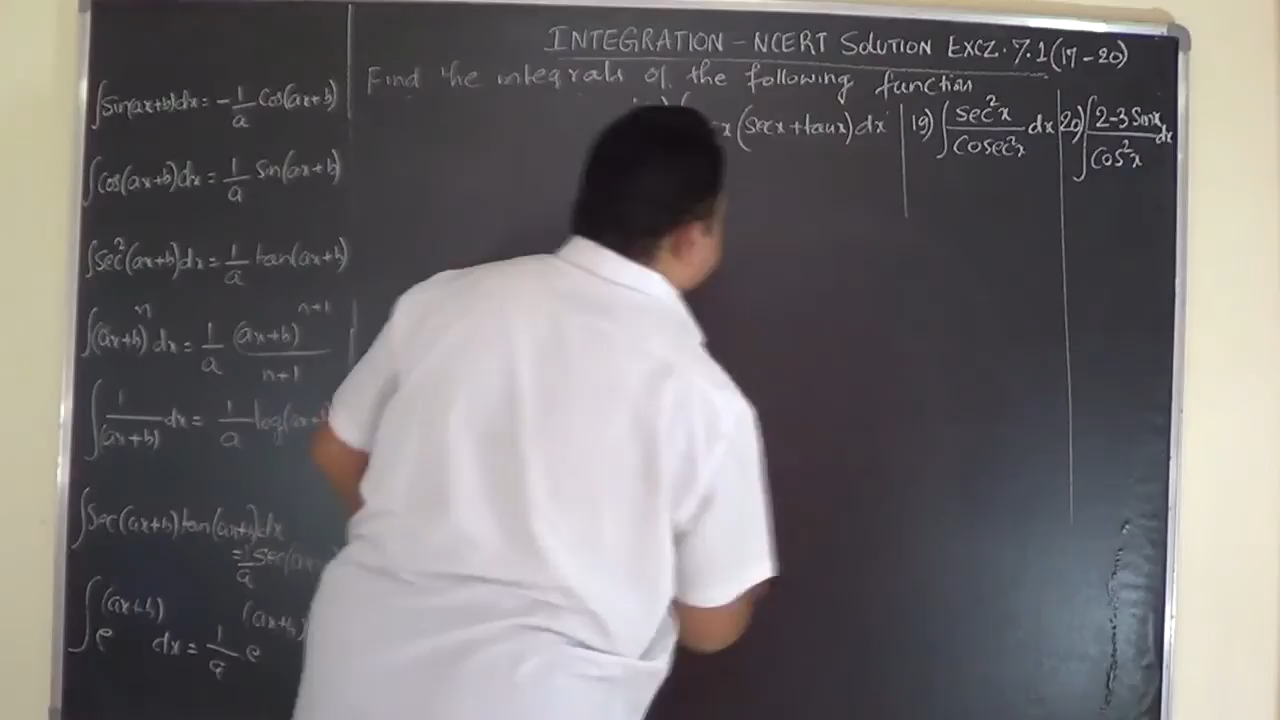 INTEGRATION – NCERT SOLUTION EXCZ. 7.1 (17 – 20)
Find the integrals of the following function
x(secx+tanx)dx
19) ∫ sec²x / Cosec²x dx
20) ∫ 2-3 Sinx / Cos²x dx
∫Sin(ax+b)dx = - 1/a Cos(ax+b)
∫Cos(ax+b)dx = 1/a Sin(ax+b)
∫Sec²(ax+b)dx = 1/a tan(ax+b)
∫(ax+b)ⁿ dx = 1/a (ax+b)ⁿ⁺¹ / n+1
∫ 1/(ax+b) dx = 1/a log(ax
∫Sec(ax+b)tan(ax+b)dx
= 1/a Sec(ax
∫e^(ax+b) dx = 1/a e^(ax+b)